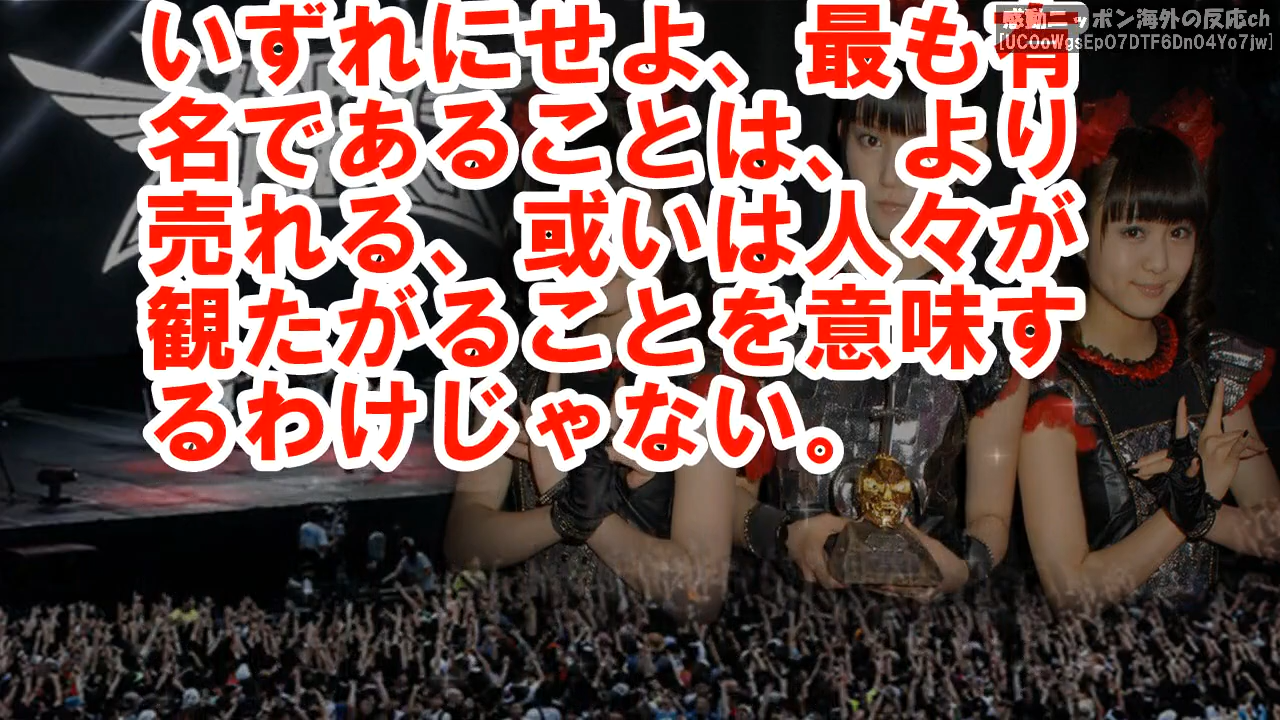 感動ニッポン海外の反応ch
[UCOoWgsEpO7DTF6Dn04Yo7jw]
いずれにせよ、最も有
名であることは、より
売れる、或いは人々が
観たがることを意味す
るわけじゃない。